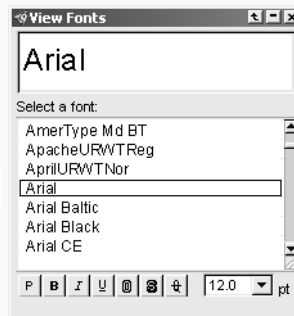 View Fonts
Arial
Select a font:
AmerType Md BT
ApacheURWTReg
AprilURWTNor
Arial
Arial Baltic
Arial Black
Arial CE
P B I U O S t 12.0 pt